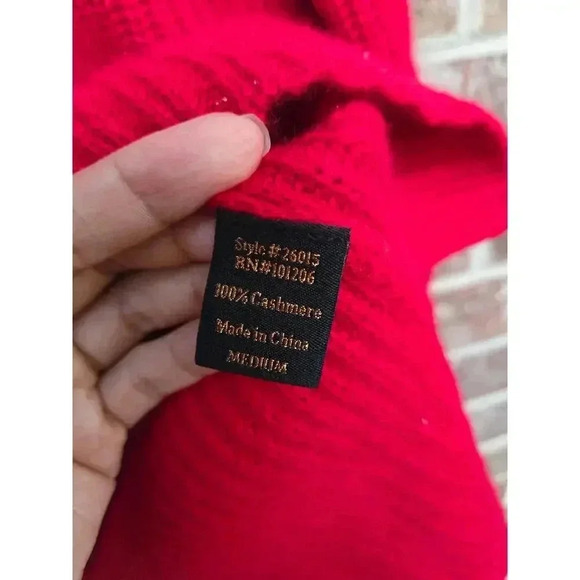 Style # 26015
RN#101206
100% Cashmere
Made in China
MEDIUM